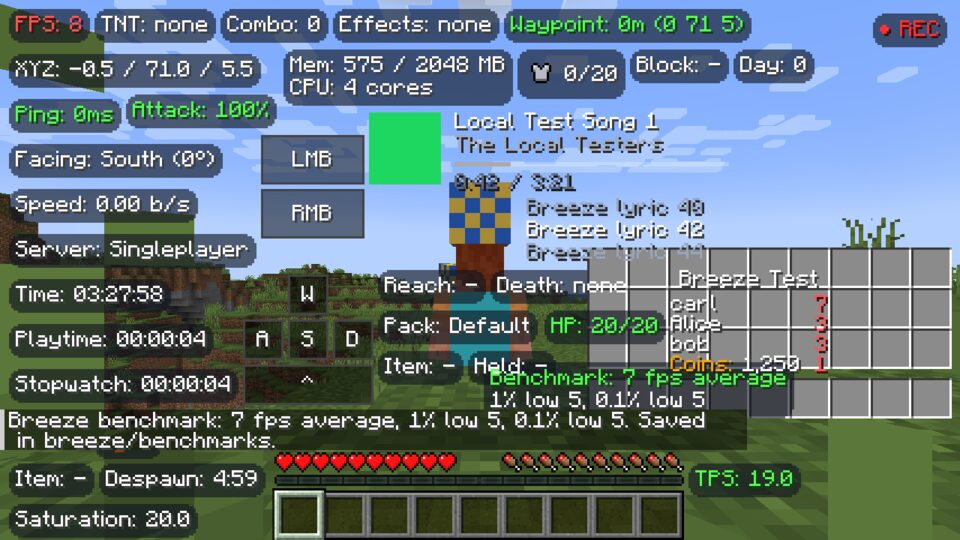 FPS: 8 TNT: none Combo: 0 Effects: none Waypoint: 0m (0 71 5) REC
XYZ: -0.5 / 71.0 / 5.5 Mem: 575 / 2048 MB 0/20 Block: - Day: 0
CPU: 4 cores
Ping: 0ms Attack: 100%
Local Test Song 1
The Local Testers
Facing: South (0°) LMB
0:42 / 3:21
Speed: 0.00 b/s RMB
Breeze lyric 40
Breeze lyric 42
Breeze lyric 44
Server: Singleplayer
Breeze Test
Reach: - Death: none
Time: 03:27:58 W
carl 7
Alice 3
bob 3
Coins: 1,250 1
Pack: Default HP: 20/20
Playtime: 00:00:04 A S D
Item: - Held: -
Stopwatch: 00:00:04 ^
Benchmark: 7 fps average
1% low 5, 0.1% low 5
Breeze benchmark: 7 fps average, 1% low 5, 0.1% low 5. Saved
in breeze/benchmarks.
Item: - Despawn: 4:59 TPS: 19.0
Saturation: 20.0